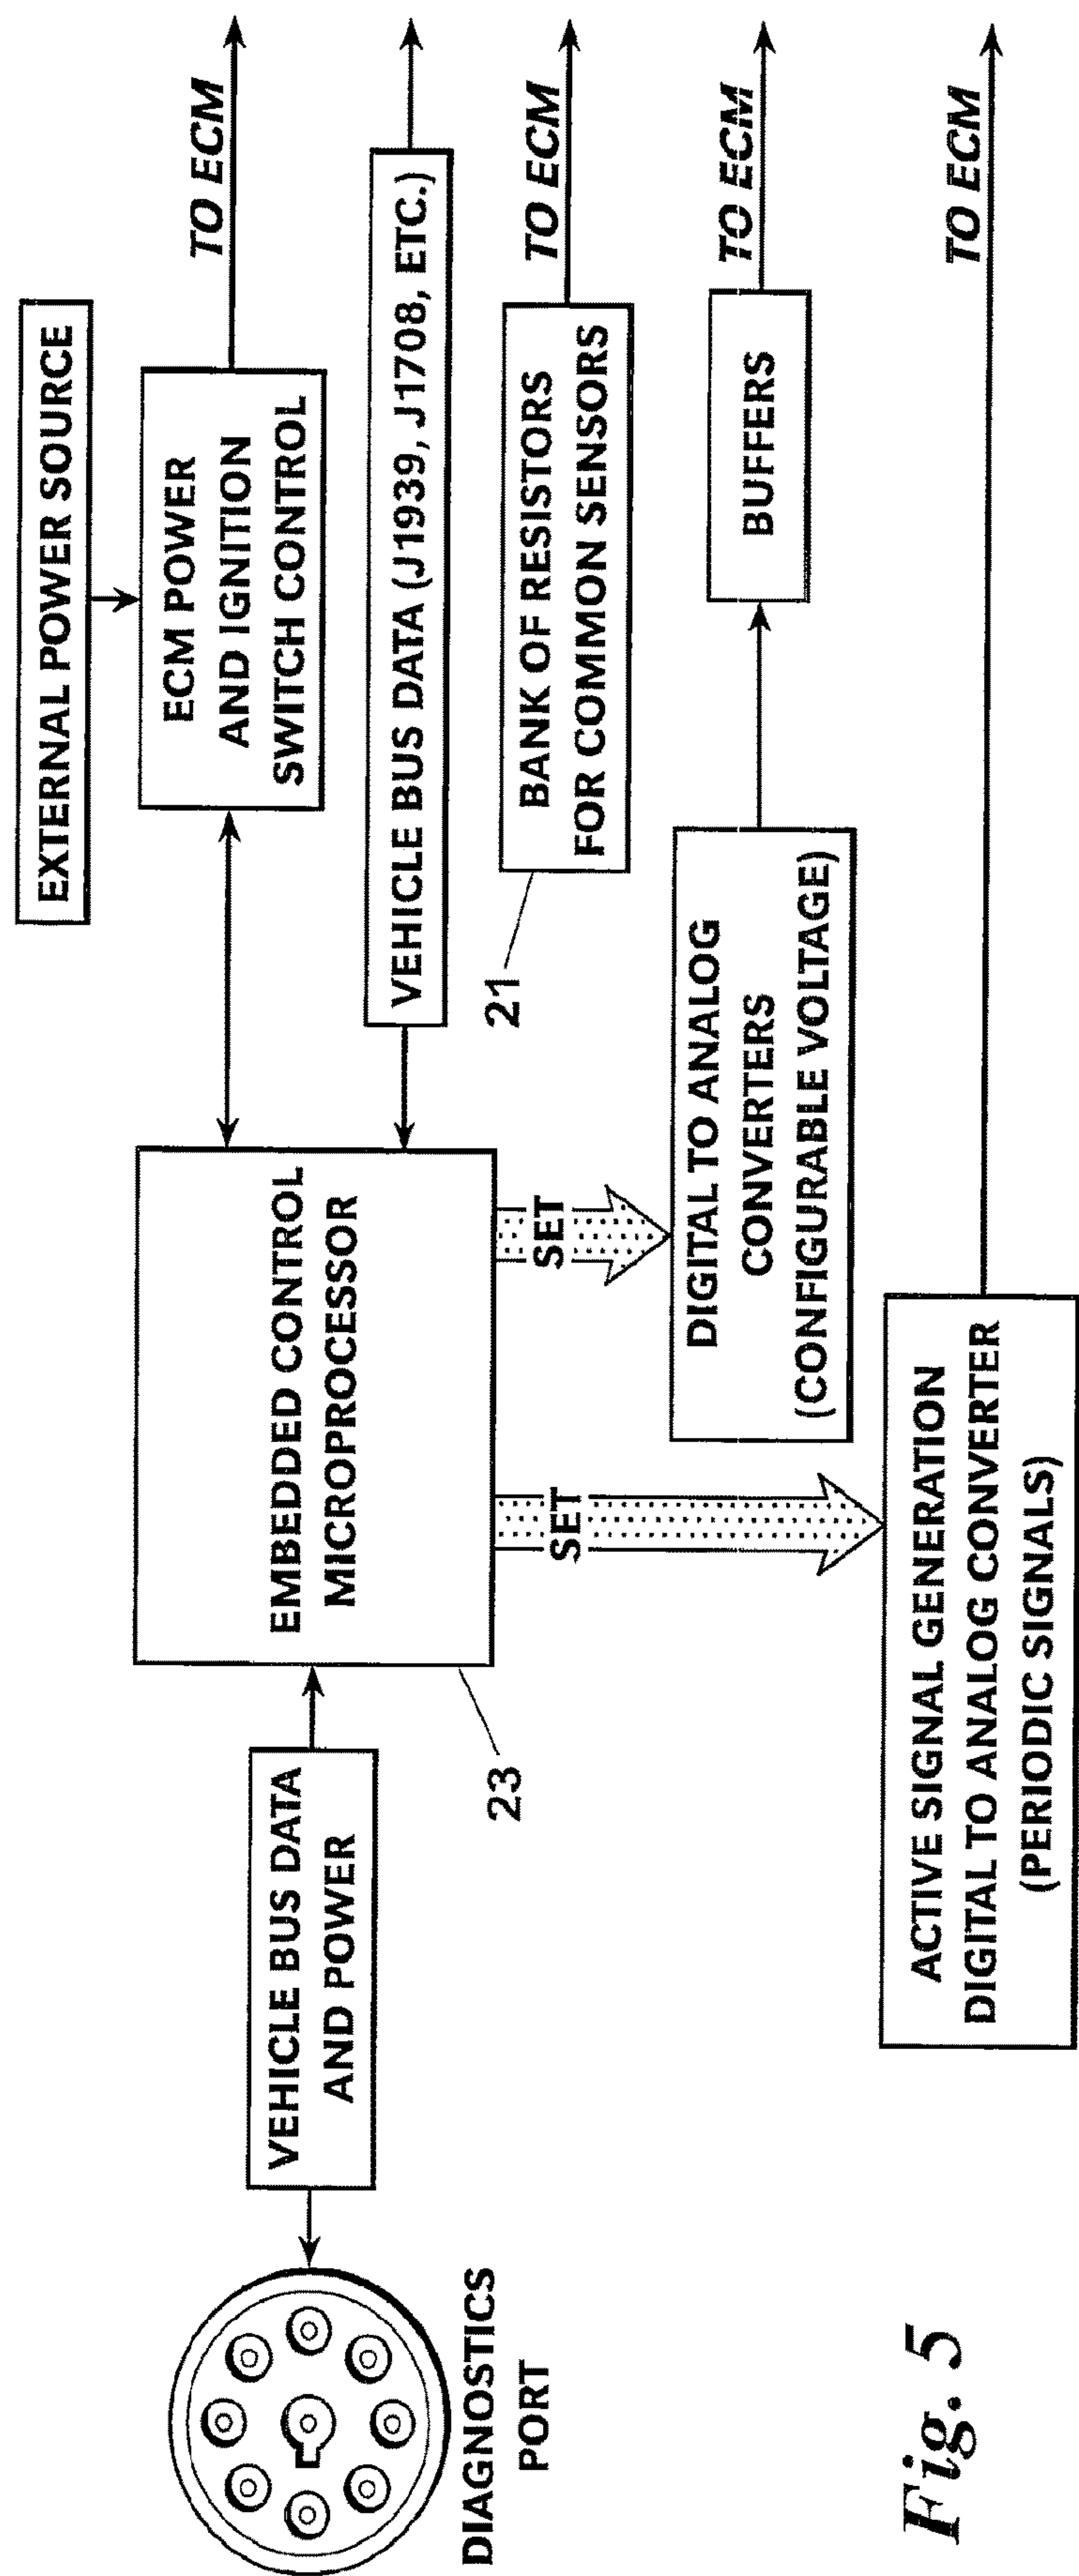 EXTERNAL POWER SOURCE
ECM POWER
AND IGNITION
SWITCH CONTROL
TO ECM
VEHICLE BUS DATA (J1939, J1708, ETC.)
EMBEDDED CONTROL
MICROPROCESSOR
23
VEHICLE BUS DATA
AND POWER
DIAGNOSTICS
PORT
21
BANK OF RESISTORS
FOR COMMON SENSORS
TO ECM
SET
DIGITAL TO ANALOG
CONVERTERS
(CONFIGURABLE VOLTAGE)
BUFFERS
TO ECM
SET
ACTIVE SIGNAL GENERATION
DIGITAL TO ANALOG CONVERTER
(PERIODIC SIGNALS)
TO ECM
Fig. 5